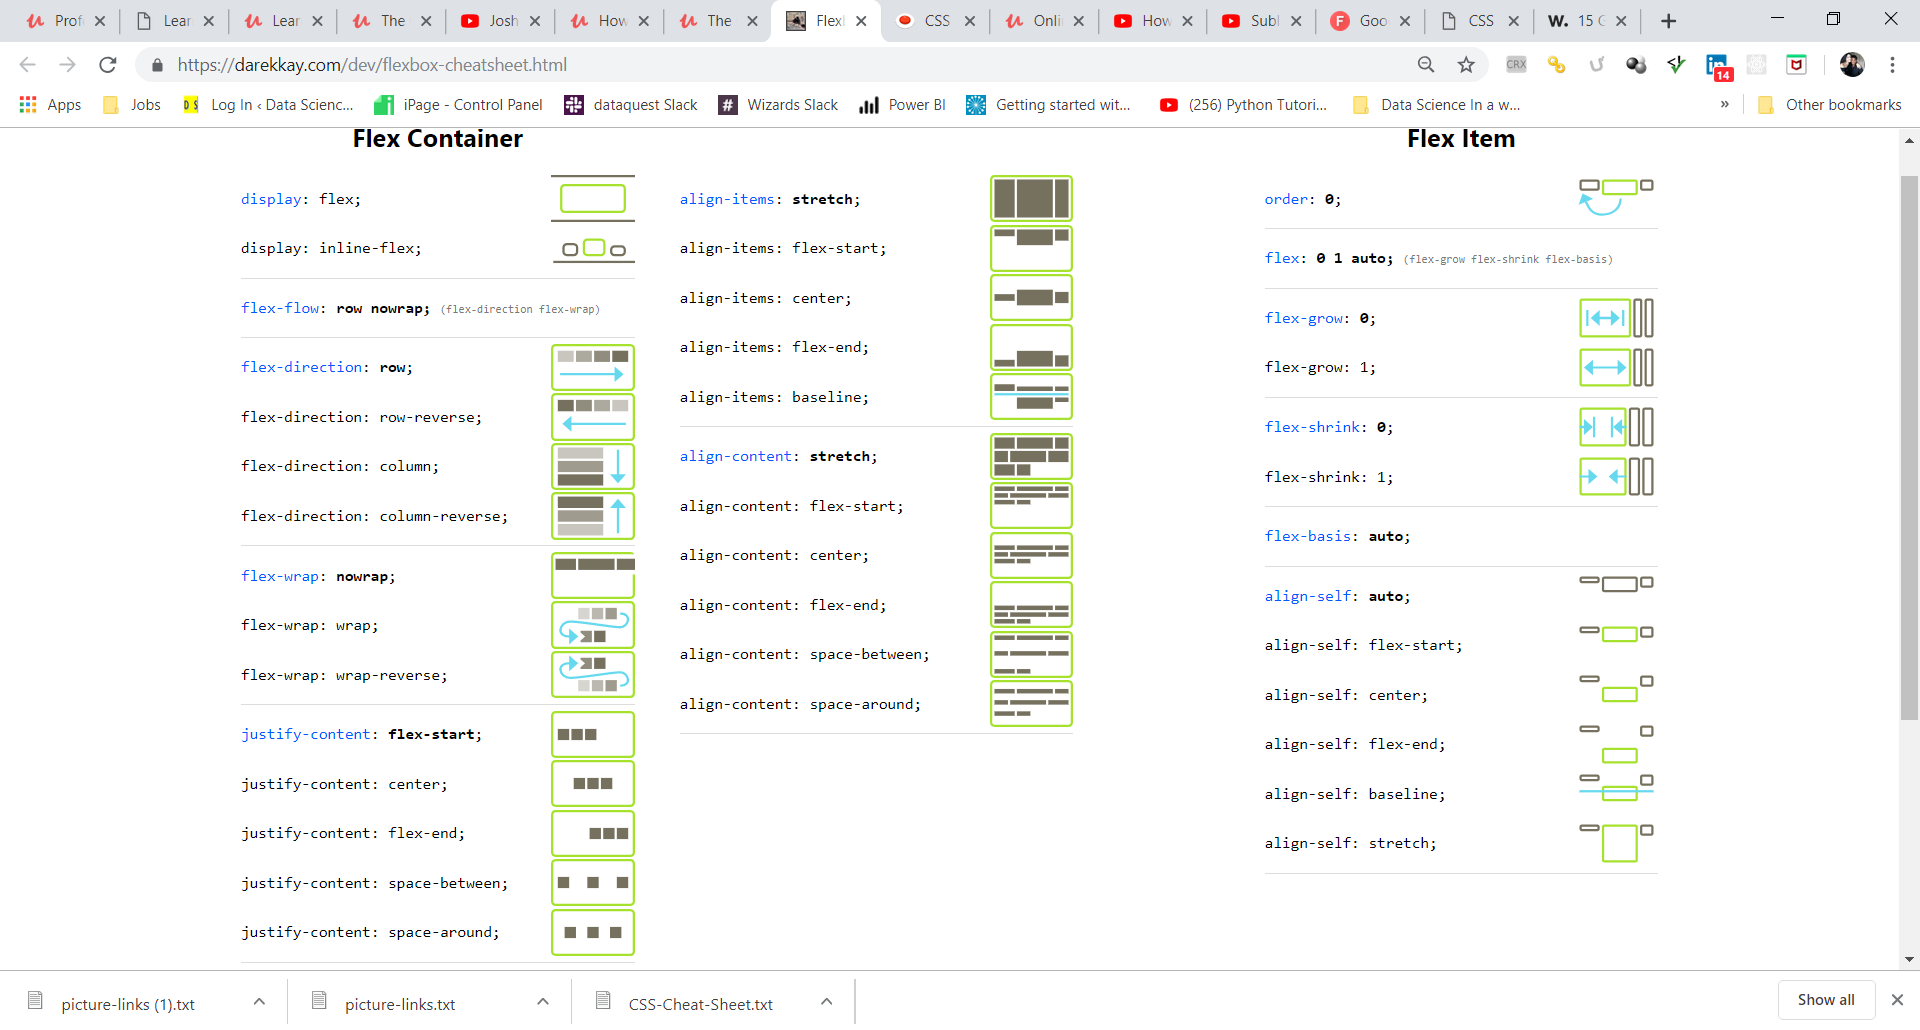 Prof
Lear
Lear
The
Josh
How
The
Flex
CSS
Onli
How
Subl
Goo
CSS
W. 15 G
https://darekkay.com/dev/flexbox-cheatsheet.html
CRX
14
Apps
Jobs
DS
Log In ‹ Data Scienc...
iPage - Control Panel
dataquest Slack
Wizards Slack
Power BI
Getting started wit...
(256) Python Tutori...
Data Science In a w...
»
Other bookmarks
Flex Container
display: flex;
display: inline-flex;
flex-flow: row nowrap; (flex-direction flex-wrap)
flex-direction: row;
flex-direction: row-reverse;
flex-direction: column;
flex-direction: column-reverse;
flex-wrap: nowrap;
flex-wrap: wrap;
flex-wrap: wrap-reverse;
justify-content: flex-start;
justify-content: center;
justify-content: flex-end;
justify-content: space-between;
justify-content: space-around;
align-items: stretch;
align-items: flex-start;
align-items: center;
align-items: flex-end;
align-items: baseline;
align-content: stretch;
align-content: flex-start;
align-content: center;
align-content: flex-end;
align-content: space-between;
align-content: space-around;
Flex Item
order: 0;
flex: 0 1 auto; (flex-grow flex-shrink flex-basis)
flex-grow: 0;
flex-grow: 1;
flex-shrink: 0;
flex-shrink: 1;
flex-basis: auto;
align-self: auto;
align-self: flex-start;
align-self: center;
align-self: flex-end;
align-self: baseline;
align-self: stretch;
picture-links (1).txt
picture-links.txt
CSS-Cheat-Sheet.txt
Show all